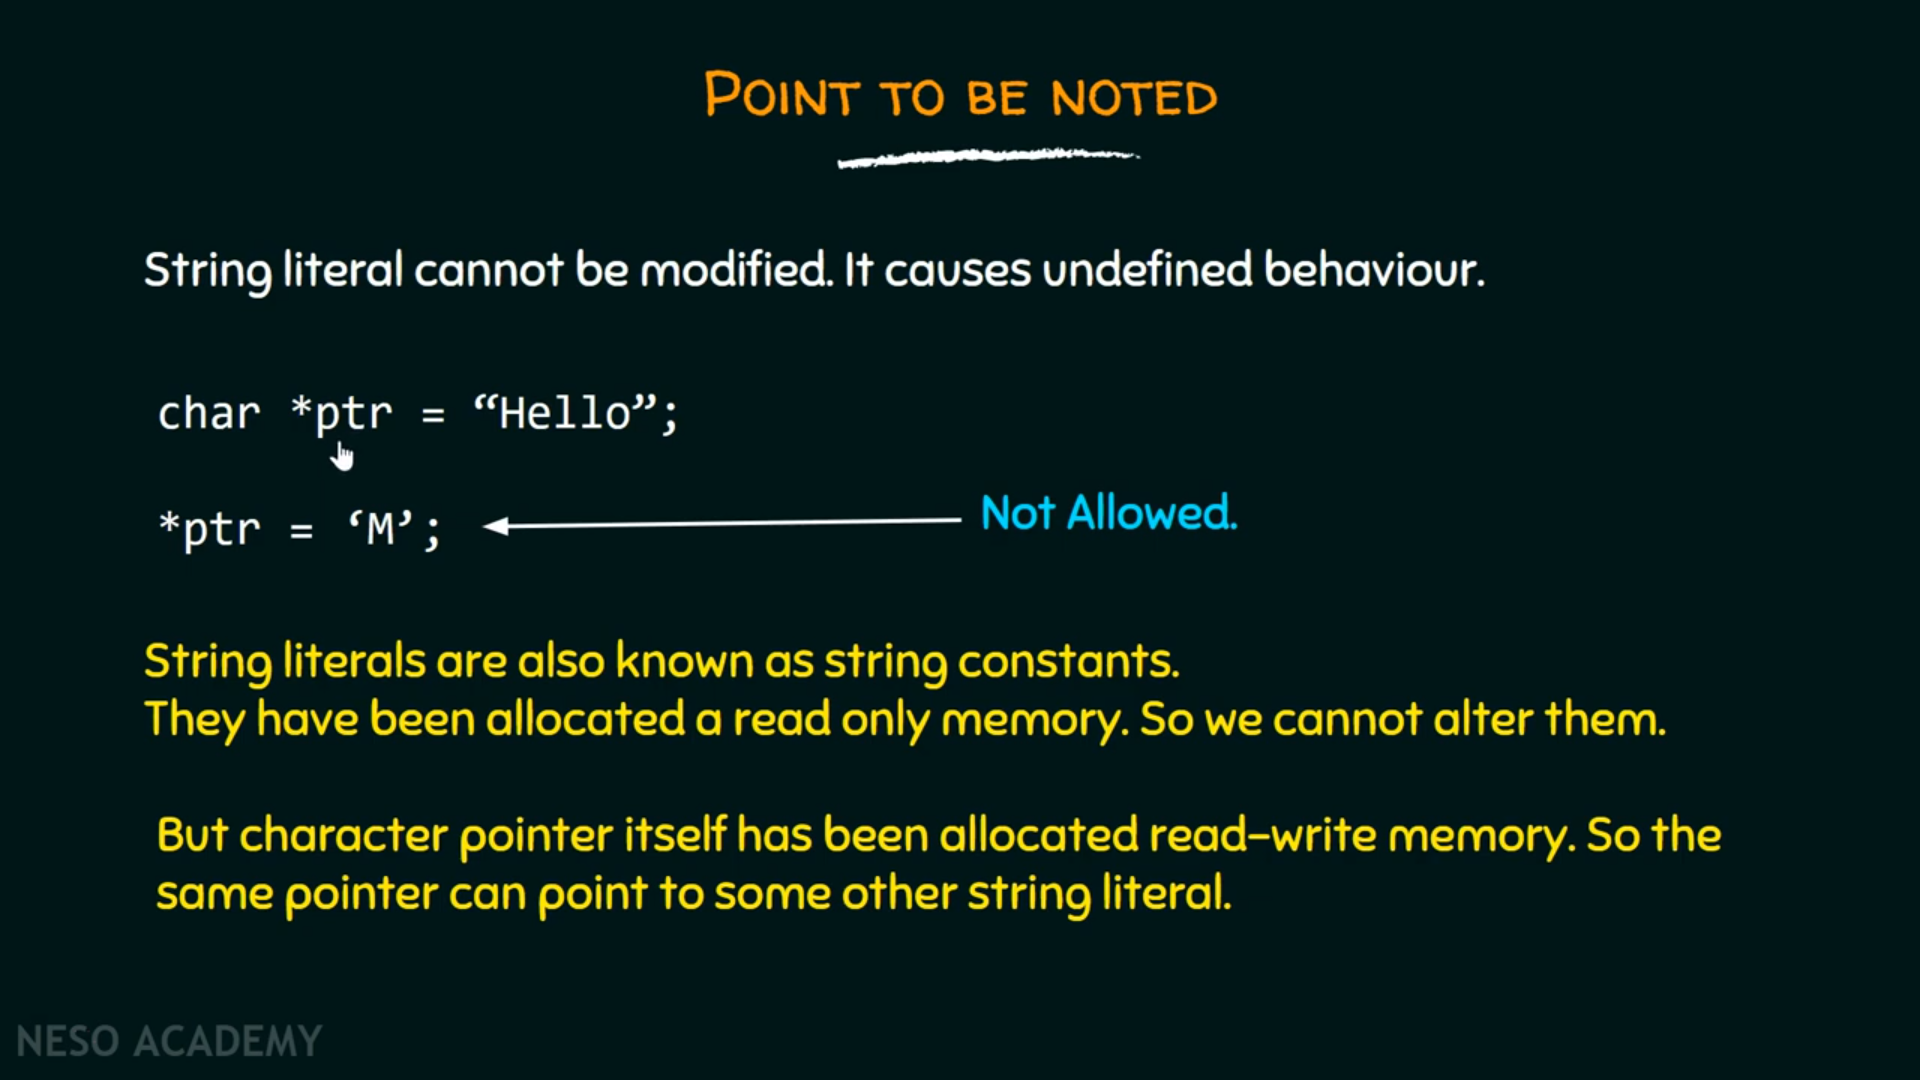 POINT TO BE NOTED
String literal cannot be modified. It causes undefined behaviour.
char *ptr = “Hello”;
*ptr = ‘M’;
Not Allowed.
String literals are also known as string constants.
They have been allocated a read only memory. So we cannot alter them.
But character pointer itself has been allocated read-write memory. So the
same pointer can point to some other string literal.
NESO ACADEMY